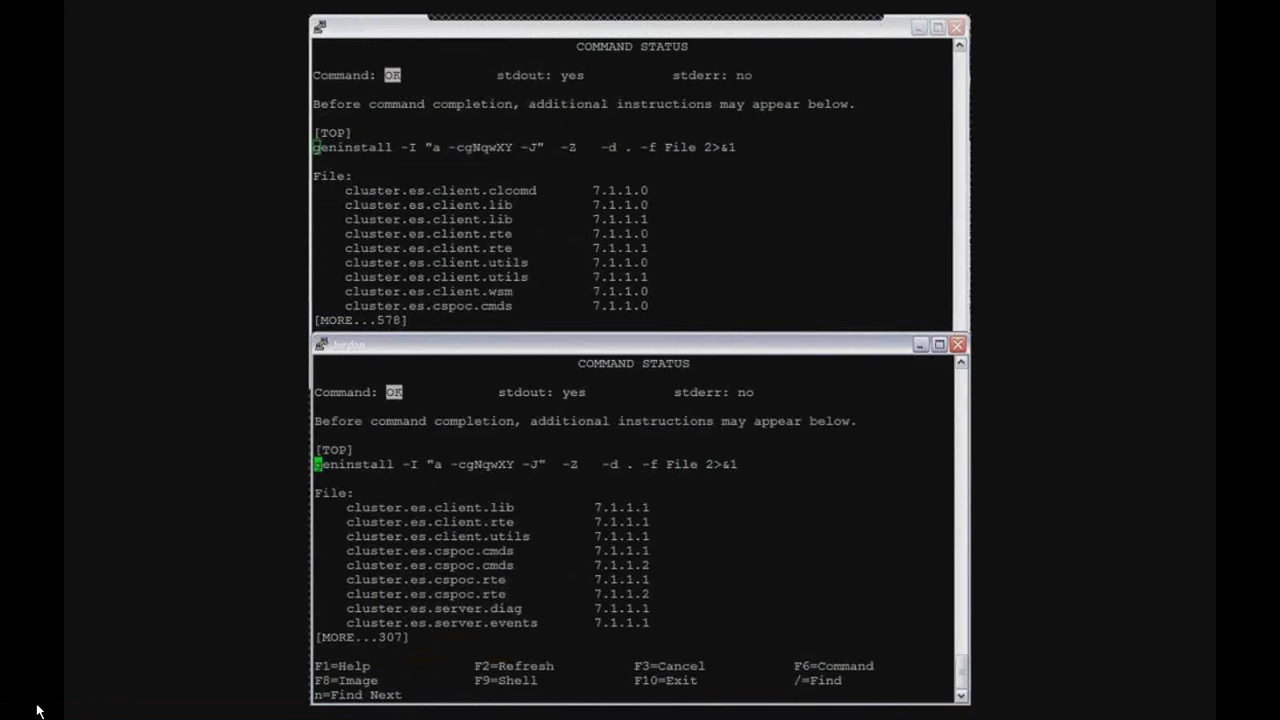 COMMAND STATUS
Command: OK stdout: yes stderr: no
Before command completion, additional instructions may appear below.
[TOP]
geninstall -I "a -cgNqwXY -J" -Z -d . -f File 2>&1
File:
cluster.es.client.clcomd 7.1.1.0
cluster.es.client.lib 7.1.1.0
cluster.es.client.lib 7.1.1.1
cluster.es.client.rte 7.1.1.0
cluster.es.client.rte 7.1.1.1
cluster.es.client.utils 7.1.1.0
cluster.es.client.utils 7.1.1.1
cluster.es.client.wsm 7.1.1.0
cluster.es.cspoc.cmds 7.1.1.0
[MORE...578]
Jordan
COMMAND STATUS
Command: OK stdout: yes stderr: no
Before command completion, additional instructions may appear below.
[TOP]
geninstall -I "a -cgNqwXY -J" -Z -d . -f File 2>&1
File:
cluster.es.client.lib 7.1.1.1
cluster.es.client.rte 7.1.1.1
cluster.es.client.utils 7.1.1.1
cluster.es.cspoc.cmds 7.1.1.1
cluster.es.cspoc.cmds 7.1.1.2
cluster.es.cspoc.rte 7.1.1.1
cluster.es.cspoc.rte 7.1.1.2
cluster.es.server.diag 7.1.1.1
cluster.es.server.events 7.1.1.1
[MORE...307]
F1=Help F2=Refresh F3=Cancel F6=Command
F8=Image F9=Shell F10=Exit /=Find
n=Find Next